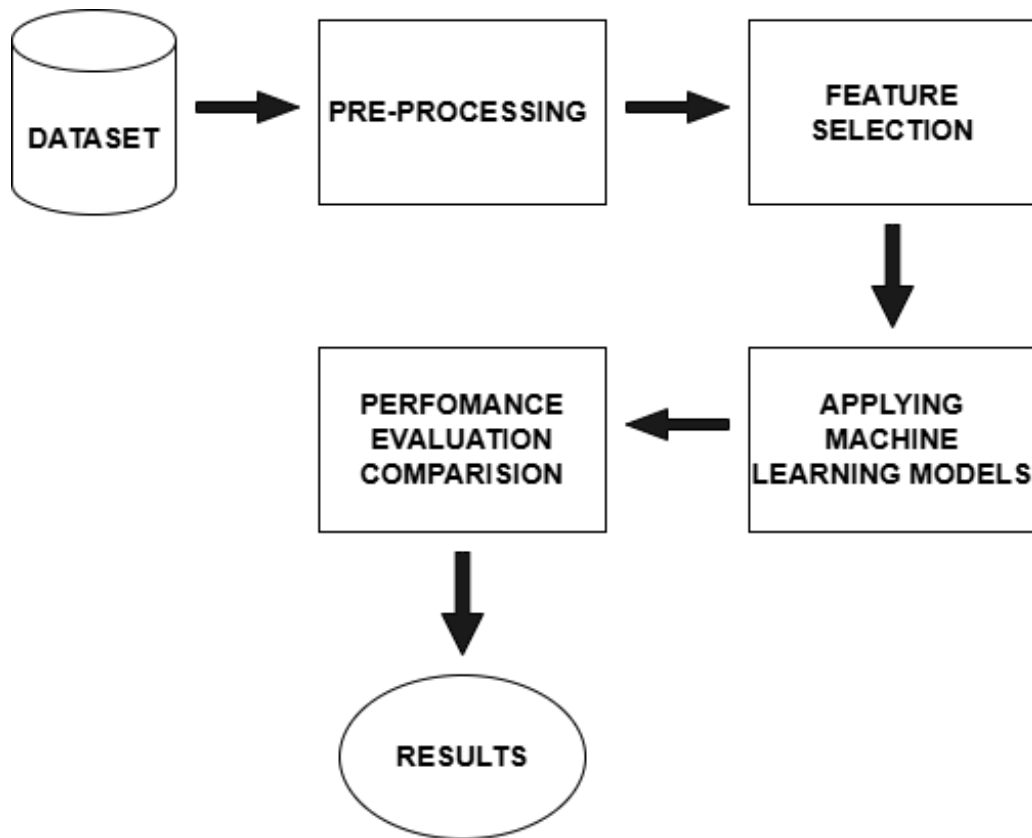 DATASET
PRE-PROCESSING
FEATURE
SELECTION
APPLYING
MACHINE
LEARNING MODELS
PERFOMANCE
EVALUATION
COMPARISION
RESULTS